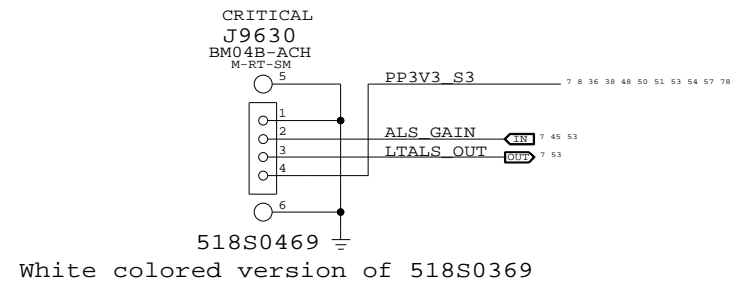 CRITICAL
J9630
BM04B-ACH
M-RT-SM
5
PP3V3_S3
7 8 36 38 48 50 51 53 54 57 78
1
2 ALS_GAIN IN 7 45 53
3 LTALS_OUT OUT 7 53
4
6
518S0469
White colored version of 518S0369